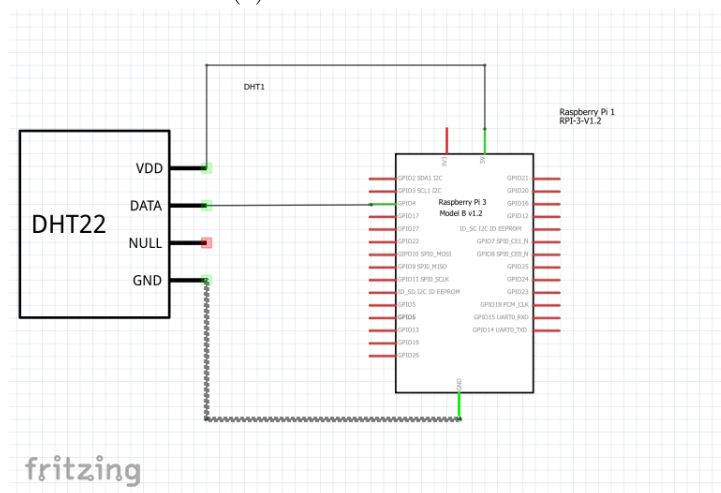 DHT1
Raspberry Pi 1
RPI-3-V1.2
VDD
DATA
NULL
GND
DHT22
3V3
5V
Raspberry Pi 3
Model B v1.2
GPIO2 SDA1 I2C
GPIO3 SCL1 I2C
GPIO4
GPIO17
GPIO27
GPIO22
GPIO10 SPI0_MOSI
GPIO9 SPI0_MISO
GPIO11 SPI0_SCLK
ID_SD I2C ID EEPROM
GPIO5
GPIO6
GPIO13
GPIO19
GPIO26
GPIO21
GPIO20
GPIO16
GPIO12
ID_SC I2C ID EEPROM
GPIO7 SPI0_CE1_N
GPIO8 SPI0_CE0_N
GPIO25
GPIO24
GPIO23
GPIO18 PCM_CLK
GPIO15 UART0_RXD
GPIO14 UART0_TXD
GND
fritzing